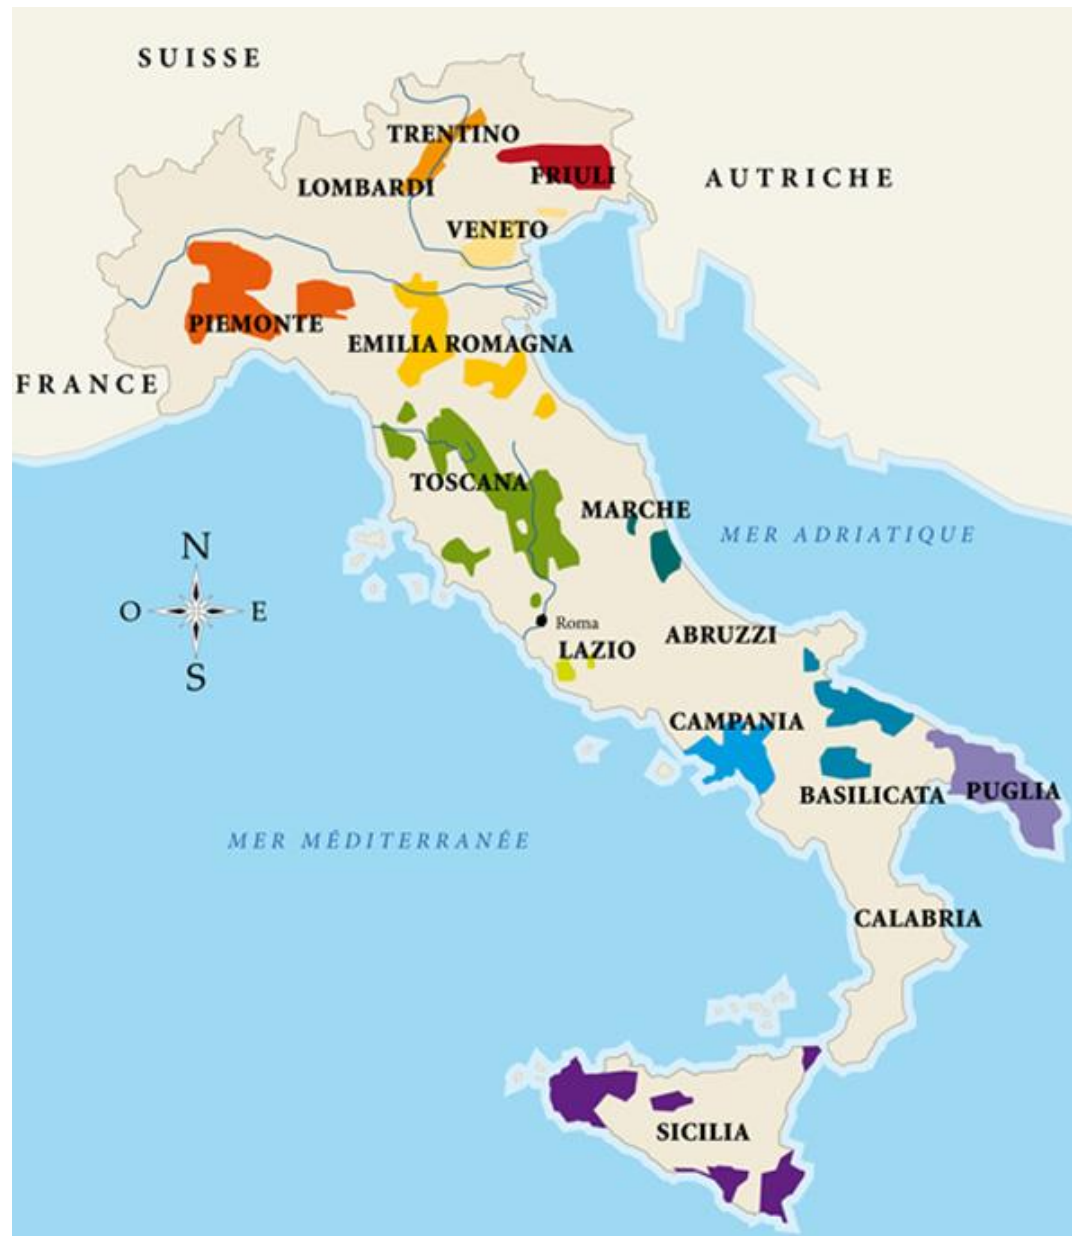 SUISSE
TRENTINO
FRIULI
AUTRICHE
LOMBARDI
VENETO
PIEMONTE
EMILIA ROMAGNA
FRANCE
TOSCANA
MARCHE
MER ADRIATIQUE
N
O
E
S
Roma
LAZIO
ABRUZZI
CAMPANIA
BASILICATA
PUGLIA
MER MÉDITERRANÉE
CALABRIA
SICILIA